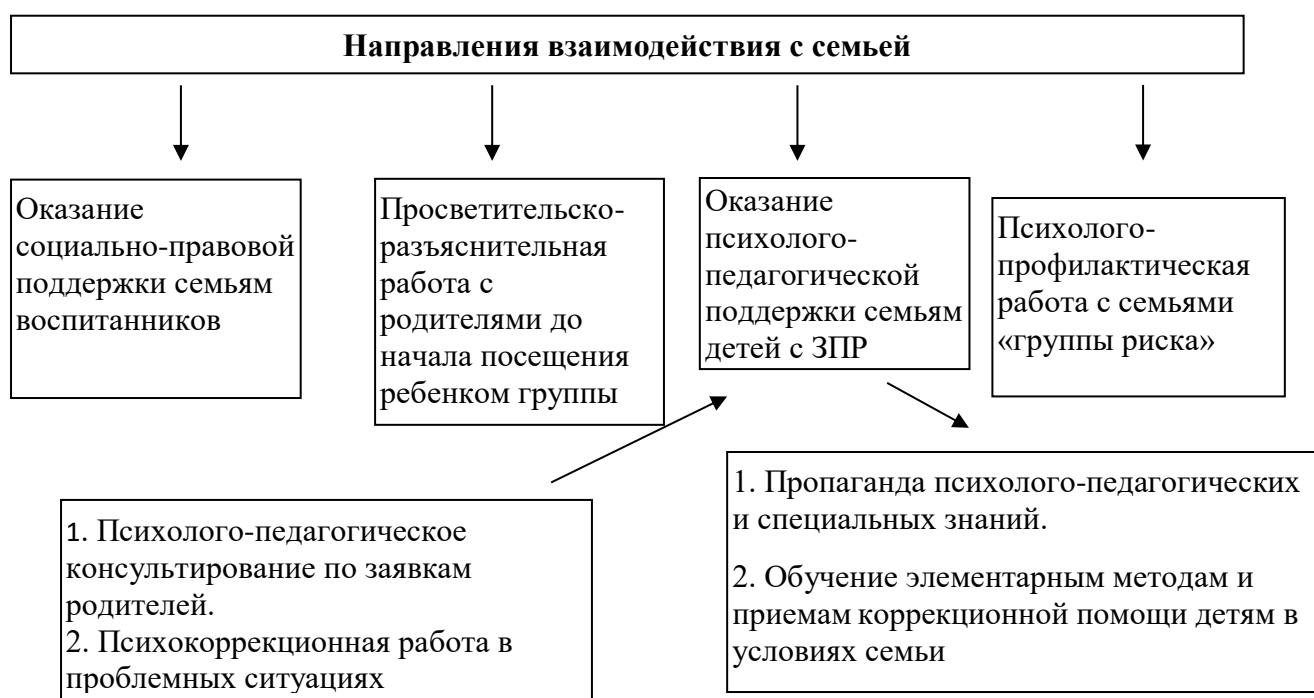 Направления взаимодействия с семьей
Оказание
социально-правовой
поддержки семьям
воспитанников
Просветительско-
разъяснительная
работа с
родителями до
начала посещения
ребенком группы
Оказание
психолого-
педагогической
поддержки семьям
детей с ЗПР
Психолого-
профилактическая
работа с семьями
«группы риска»
1. Психолого-педагогическое
консультирование по заявкам
родителей.
2. Психокоррекционная работа в
проблемных ситуациях
1. Пропаганда психолого-педагогических
и специальных знаний.
2. Обучение элементарным методам и
приемам коррекционной помощи детям в
условиях семьи